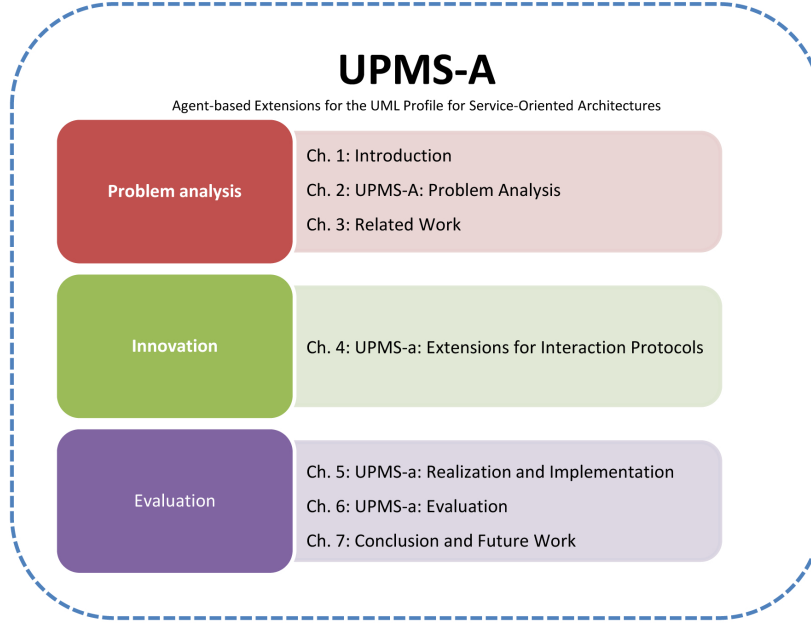 UPMS-A
Agent-based Extensions for the UML Profile for Service-Oriented Architectures
Problem analysis
Ch. 1: Introduction
Ch. 2: UPMS-A: Problem Analysis
Ch. 3: Related Work
Innovation
Ch. 4: UPMS-a: Extensions for Interaction Protocols
Evaluation
Ch. 5: UPMS-a: Realization and Implementation
Ch. 6: UPMS-a: Evaluation
Ch. 7: Conclusion and Future Work